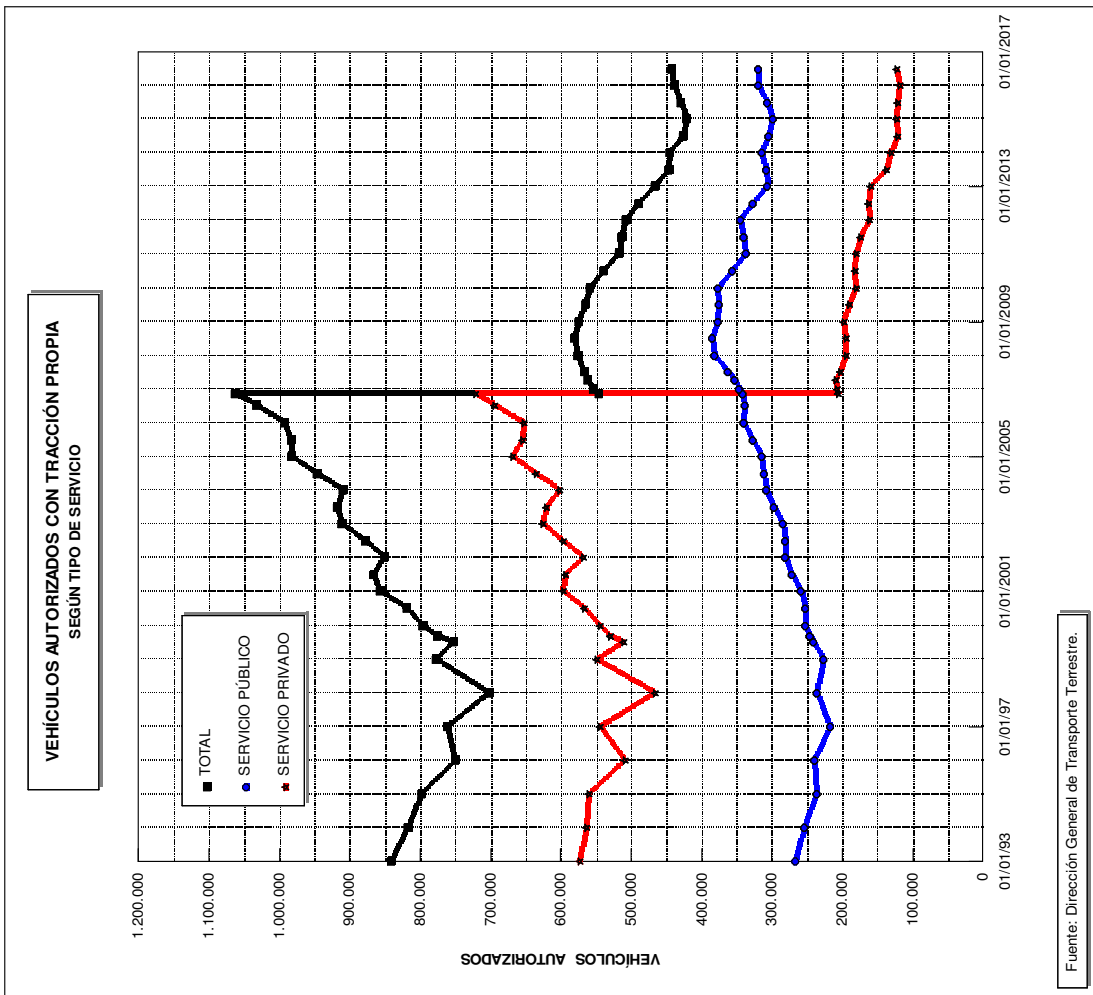 VEHÍCULOS AUTORIZADOS CON TRACCIÓN PROPIA
SEGÚN TIPO DE SERVICIO
TOTAL
SERVICIO PÚBLICO
SERVICIO PRIVADO
VEHÍCULOS AUTORIZADOS
1.200.000
1.100.000
1.000.000
900.000
800.000
700.000
600.000
500.000
400.000
300.000
200.000
100.000
0
01/01/93
01/01/97
01/01/2001
01/01/2005
01/01/2009
01/01/2013
01/01/2017
Fuente: Dirección General de Transporte Terrestre.